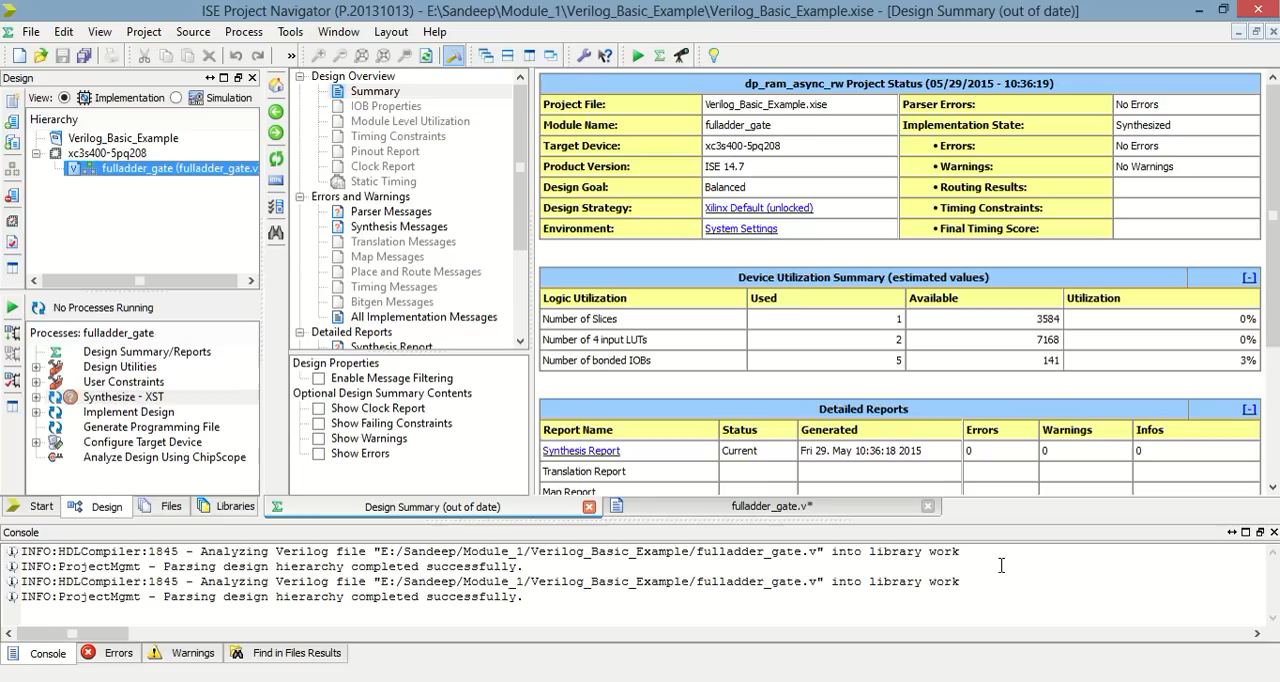 ISE Project Navigator (P.20131013) - E:\Sandeep\Module_1\Verilog_Basic_Example\Verilog_Basic_Example.xise - [Design Summary (out of date)]
File Edit View Project Source Process Tools Window Layout Help
Design
View: Implementation Simulation
Hierarchy
Verilog_Basic_Example
xc3s400-5pq208
fulladder_gate (fulladder_gate.v
No Processes Running
Processes: fulladder_gate
Design Summary/Reports
Design Utilities
User Constraints
Synthesize - XST
Implement Design
Generate Programming File
Configure Target Device
Analyze Design Using ChipScope
Start Design Files Libraries
Design Overview
Summary
IOB Properties
Module Level Utilization
Timing Constraints
Pinout Report
Clock Report
Static Timing
Errors and Warnings
Parser Messages
Synthesis Messages
Translation Messages
Map Messages
Place and Route Messages
Timing Messages
Bitgen Messages
All Implementation Messages
Detailed Reports
Synthesis Report
Design Properties
Enable Message Filtering
Optional Design Summary Contents
Show Clock Report
Show Failing Constraints
Show Warnings
Show Errors
dp_ram_async_rw Project Status (05/29/2015 - 10:36:19)
Project File: Verilog_Basic_Example.xise Parser Errors: No Errors
Module Name: fulladder_gate Implementation State: Synthesized
Target Device: xc3s400-5pq208 • Errors: No Errors
Product Version: ISE 14.7 • Warnings: No Warnings
Design Goal: Balanced • Routing Results:
Design Strategy: Xilinx Default (unlocked) • Timing Constraints:
Environment: System Settings • Final Timing Score:
Device Utilization Summary (estimated values) [-]
Logic Utilization Used Available Utilization
Number of Slices 1 3584 0%
Number of 4 input LUTs 2 7168 0%
Number of bonded IOBs 5 141 3%
Detailed Reports [-]
Report Name Status Generated Errors Warnings Infos
Synthesis Report Current Fri 29. May 10:36:18 2015 0 0 0
Translation Report
Map Report
Design Summary (out of date) fulladder_gate.v*
Console
INFO:HDLCompiler:1845 - Analyzing Verilog file "E:/Sandeep/Module_1/Verilog_Basic_Example/fulladder_gate.v" into library work
INFO:ProjectMgmt - Parsing design hierarchy completed successfully.
INFO:HDLCompiler:1845 - Analyzing Verilog file "E:/Sandeep/Module_1/Verilog_Basic_Example/fulladder_gate.v" into library work
INFO:ProjectMgmt - Parsing design hierarchy completed successfully.
Console Errors Warnings Find in Files Results